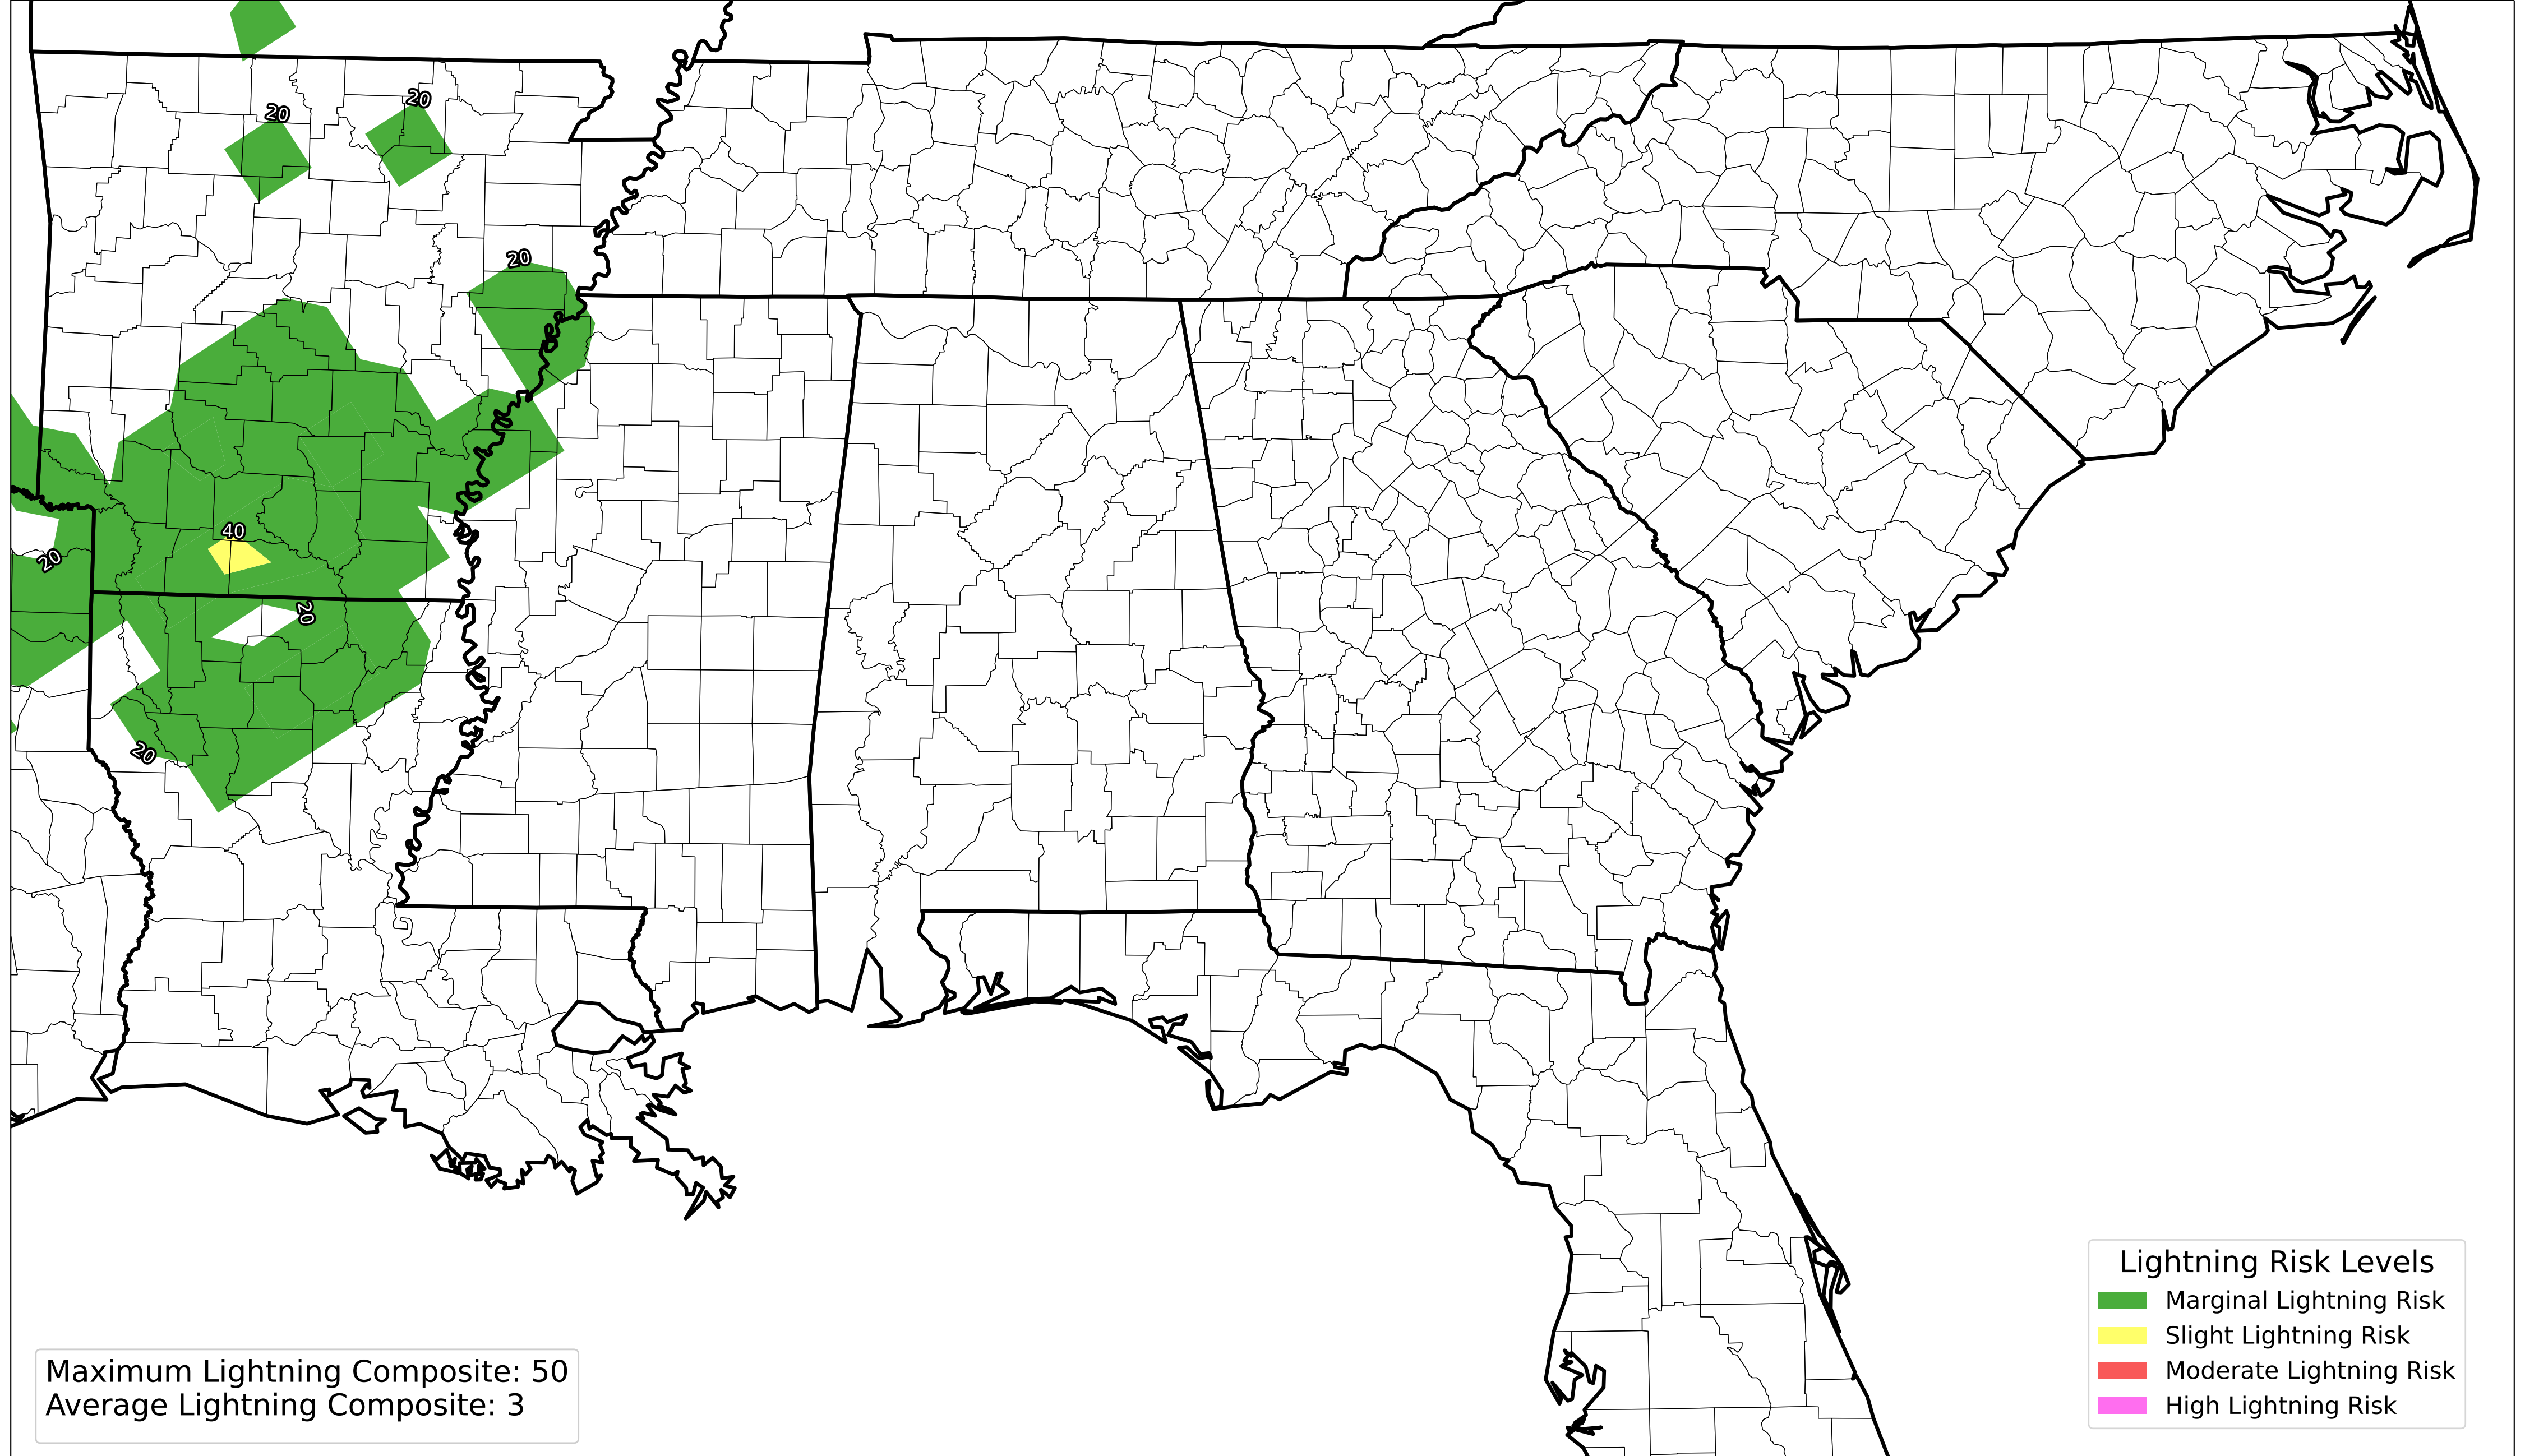 20
20
20
40
20
20
20
Lightning Risk Levels
Marginal Lightning Risk
Slight Lightning Risk
Moderate Lightning Risk
High Lightning Risk
Maximum Lightning Composite: 50
Average Lightning Composite: 3